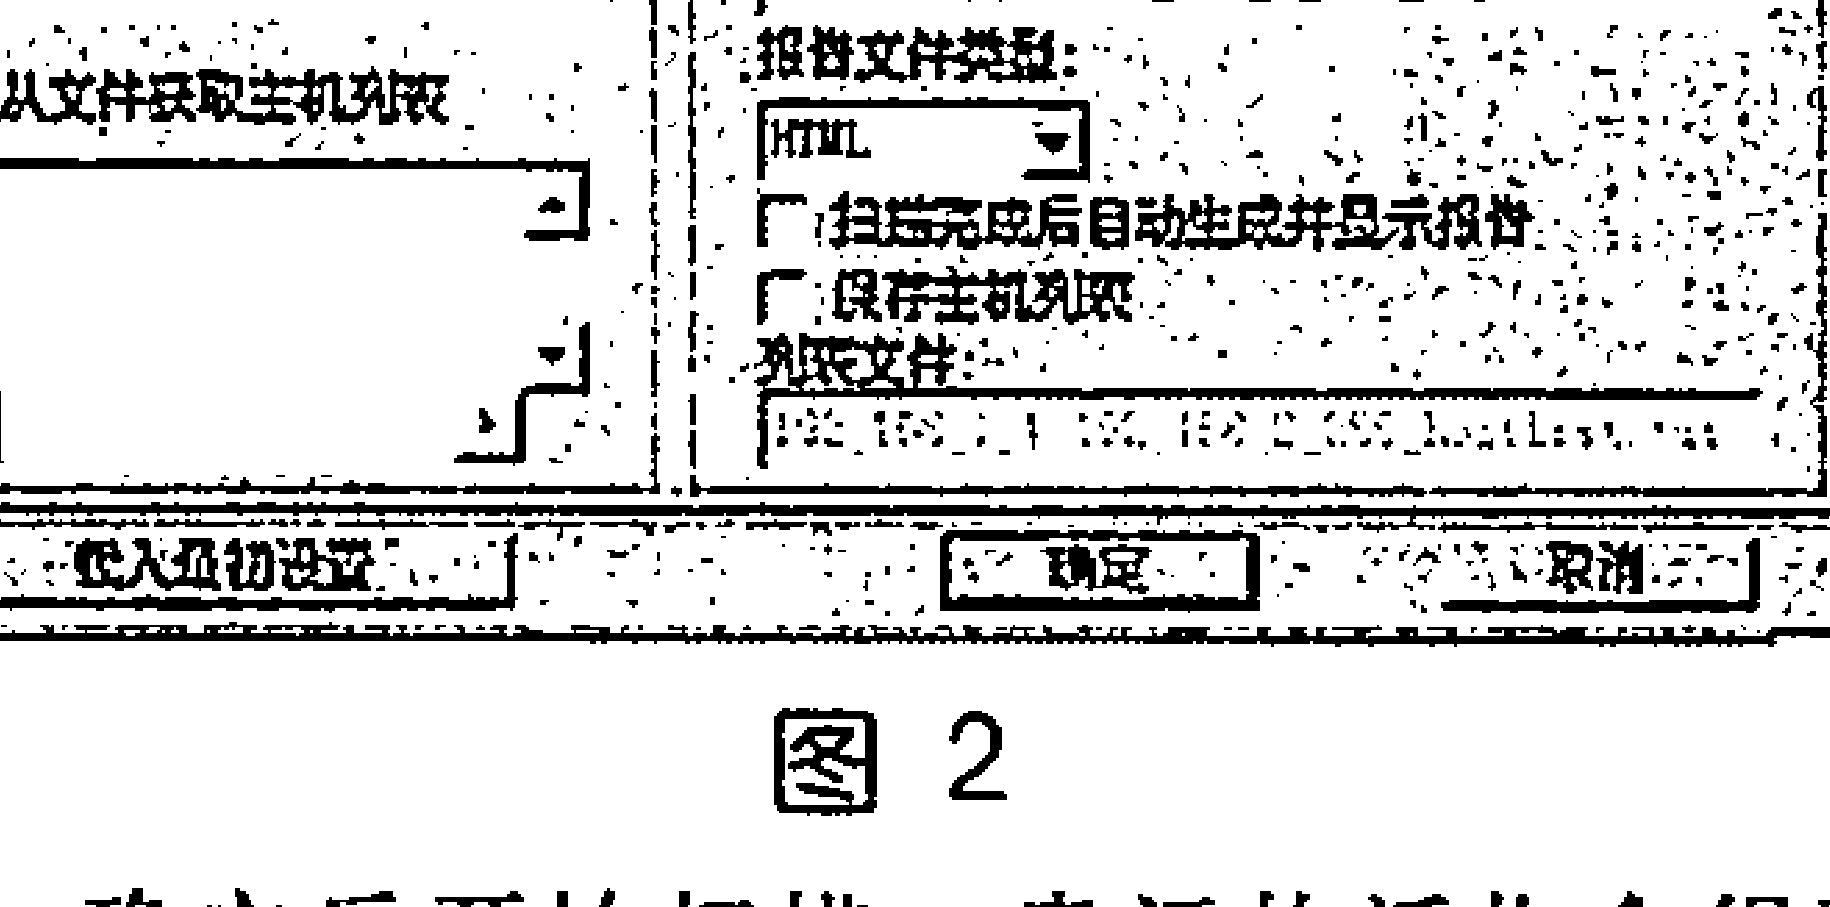 报告文件类型:
从文件获取主机列表
HTML
扫描完成后自动生成并显示报告
保存主机列表
列表文件:
载入最初设置 确定 取消
图 2